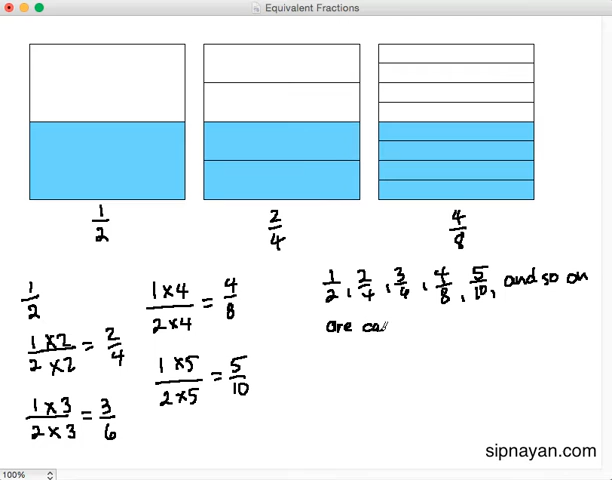 Equivalent Fractions
1/2
2/4
4/8
1/2
1 x 2 / 2 x 2 = 2/4
1 x 3 / 2 x 3 = 3/6
1 x 4 / 2 x 4 = 4/8
1 x 5 / 2 x 5 = 5/10
1/2, 2/4, 3/6, 4/8, 5/10, and so on
are ca
sipnayan.com
100%